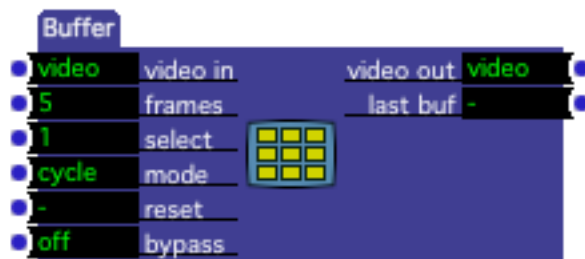 Buffer
video video in video out video
5 frames last buf -
1 select
cycle mode
- reset
off bypass